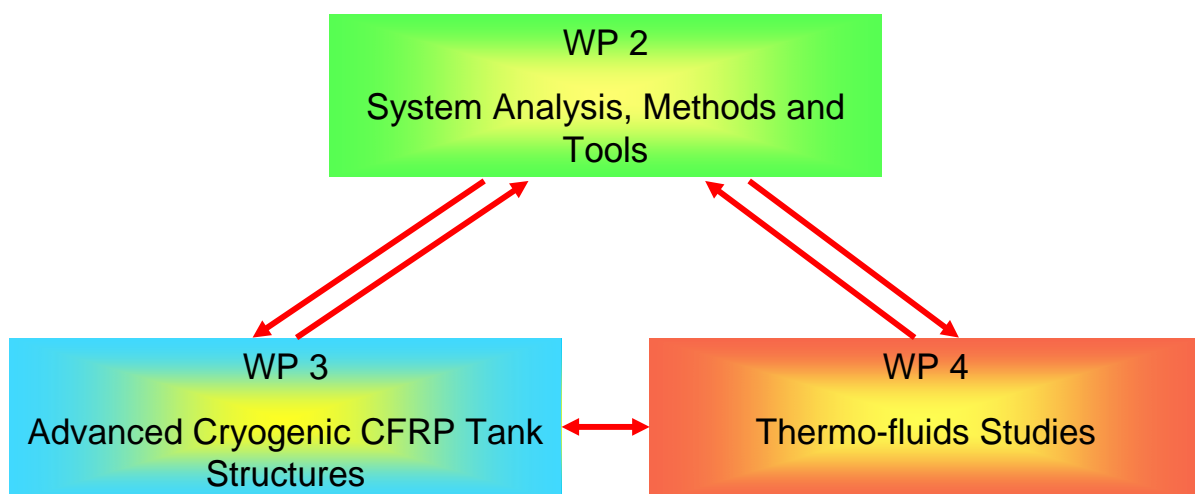 WP 2
System Analysis, Methods and
Tools
WP 3
Advanced Cryogenic CFRP Tank
Structures
WP 4
Thermo-fluids Studies